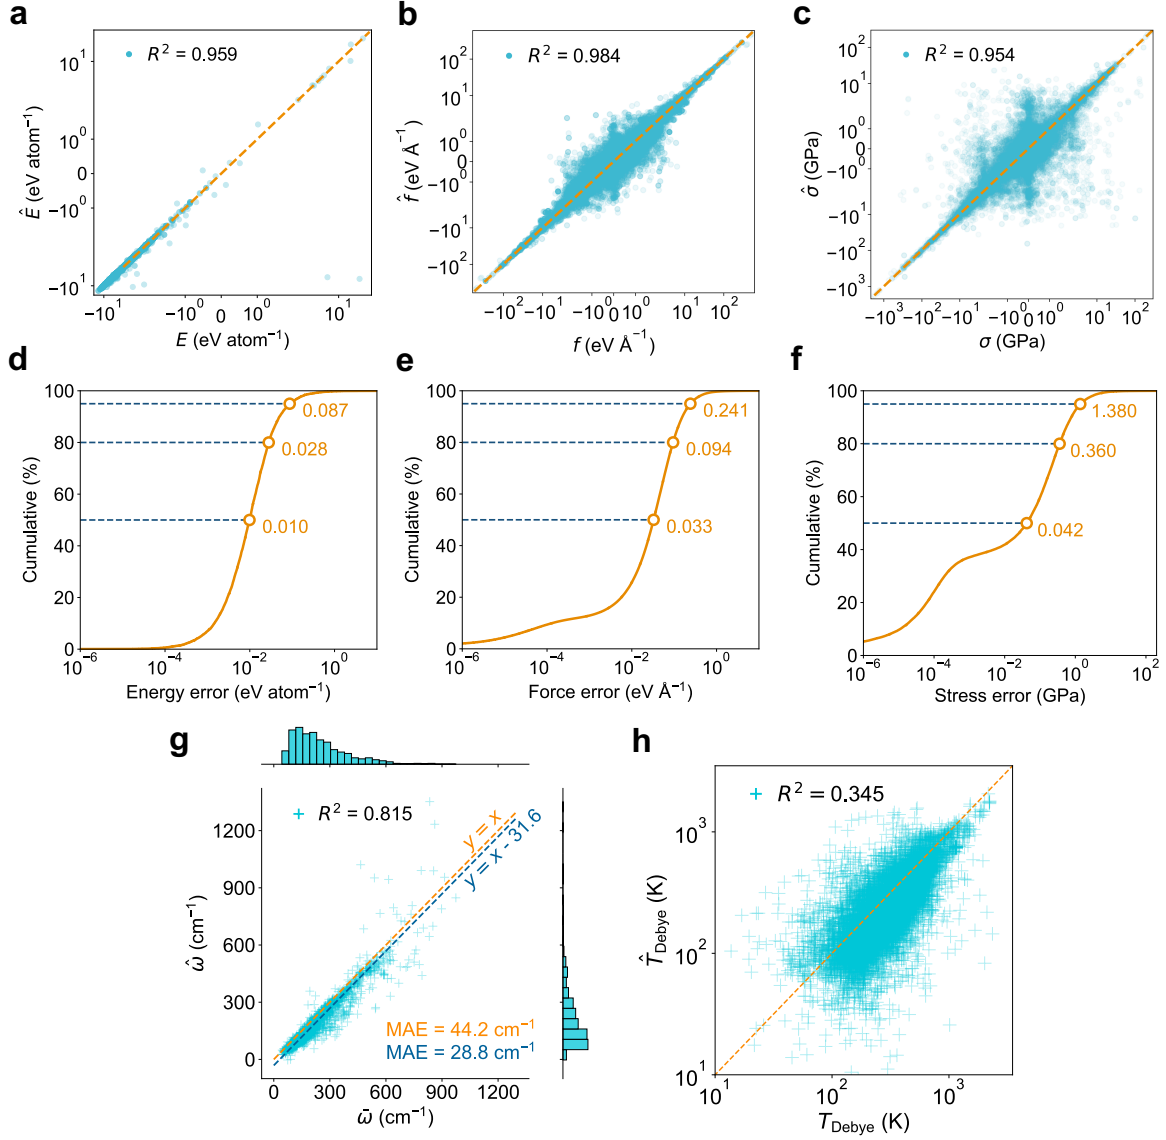 a
R² = 0.959
10¹
10⁰
0
−10⁰
−10¹
Ê (eV atom⁻¹)
−10¹
−10⁰
0
10⁰
10¹
E (eV atom⁻¹)
b
R² = 0.984
10²
10¹
10⁰
0
−10⁰
−10¹
−10²
f̂ (eV Å⁻¹)
−10²
−10¹
−10⁰
0
10⁰
10¹
10²
f (eV Å⁻¹)
c
R² = 0.954
10²
10¹
10⁰
0
−10⁰
−10¹
−10²
−10³
σ̂ (GPa)
−10³
−10²
−10¹
−10⁰
0
10⁰
10¹
10²
σ (GPa)
d
100
80
60
40
20
0
Cumulative (%)
0.087
0.028
0.010
10⁻⁶
10⁻⁴
10⁻²
10⁰
Energy error (eV atom⁻¹)
e
100
80
60
40
20
0
Cumulative (%)
0.241
0.094
0.033
10⁻⁶
10⁻⁴
10⁻²
10⁰
Force error (eV Å⁻¹)
f
100
80
60
40
20
0
Cumulative (%)
1.380
0.360
0.042
10⁻⁶
10⁻⁴
10⁻²
10⁰
10²
Stress error (GPa)
g
R² = 0.815
y = x
y = x - 31.6
1200
900
600
300
0
ω̂ (cm⁻¹)
MAE = 44.2 cm⁻¹
MAE = 28.8 cm⁻¹
0
300
600
900
1200
ω̄ (cm⁻¹)
h
R² = 0.345
10³
10²
10¹
T̂Debye (K)
10¹
10²
10³
TDebye (K)